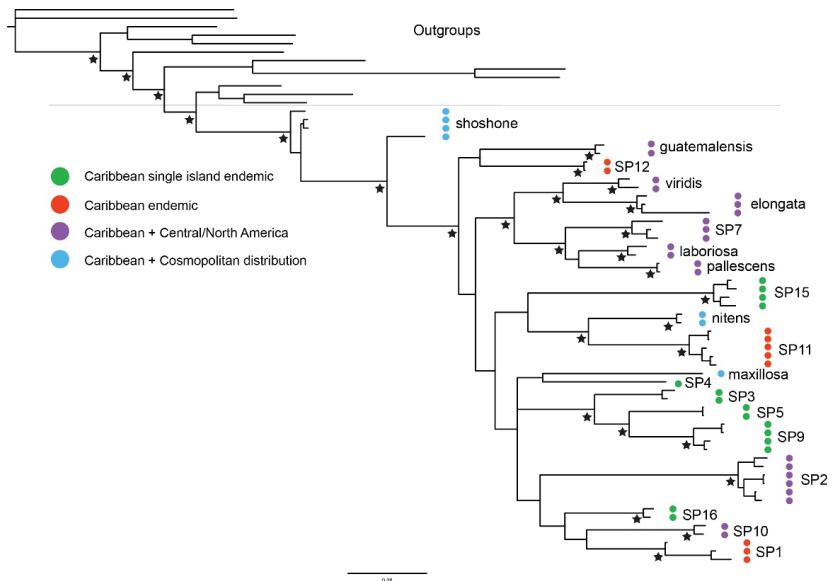 Outgroups
shoshone
guatemalensis
SP12
viridis
elongata
SP7
laboriosa
pallescens
SP15
nitens
SP11
maxillosa
SP4
SP3
SP5
SP9
SP2
SP16
SP10
SP1
Caribbean single island endemic
Caribbean endemic
Caribbean + Central/North America
Caribbean + Cosmopolitan distribution